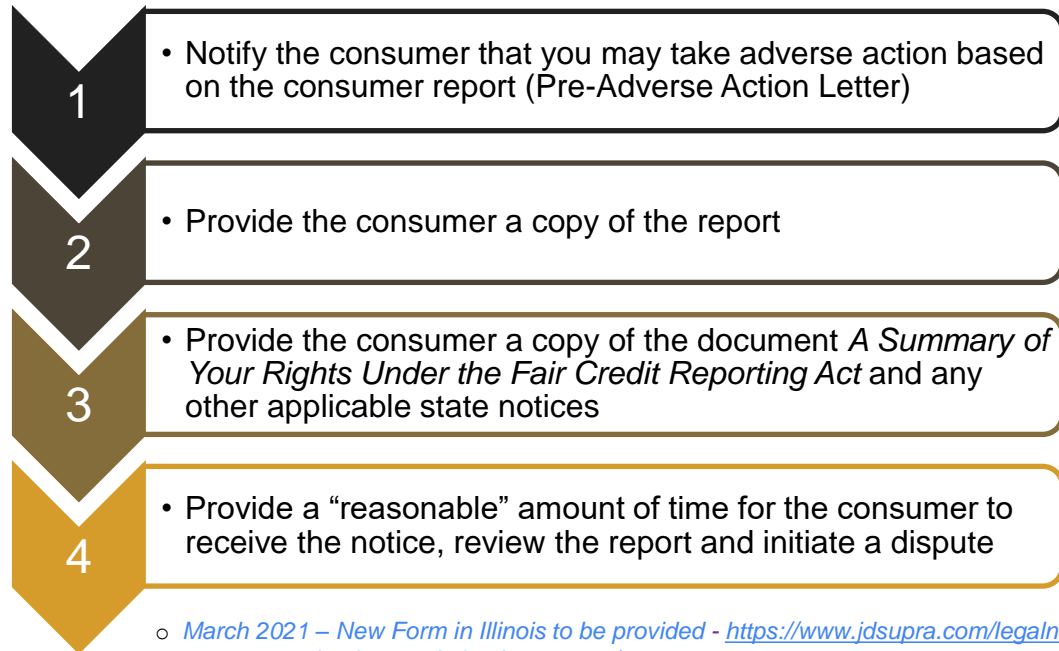 1
• Notify the consumer that you may take adverse action based
on the consumer report (Pre-Adverse Action Letter)
2
• Provide the consumer a copy of the report
3
• Provide the consumer a copy of the document A Summary of
Your Rights Under the Fair Credit Reporting Act and any
other applicable state notices
4
• Provide a “reasonable” amount of time for the consumer to
receive the notice, review the report and initiate a dispute
○ March 2021 – New Form in Illinois to be provided - https://www.jdsupra.com/legaln